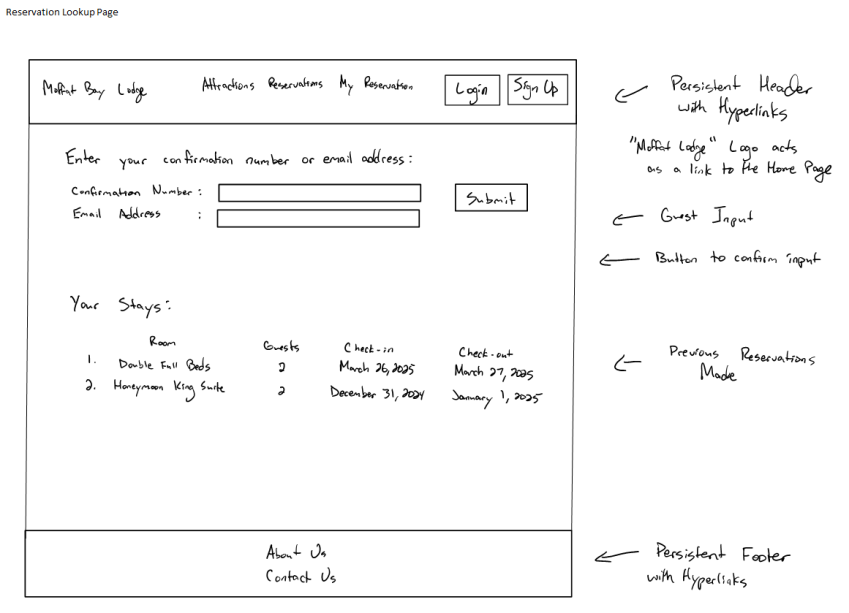 Reservation Lookup Page
Moffat Bay Lodge Attractions Reservations My Reservation Login Sign Up
Persistent Header
with Hyperlinks
"Moffat Lodge" Logo acts
as a link to the Home Page
Enter your confirmation number or email address:
Confirmation Number :
Email Address :
Submit
Guest Input
Button to confirm input
Your Stays:
Room Guests Check-in Check-out
1. Double Full Beds 2 March 26, 2025 March 27, 2025
2. Honeymoon King Suite 2 December 31, 2024 January 1, 2025
Previous Reservations
Made
About Us
Contact Us
Persistent Footer
with Hyperlinks